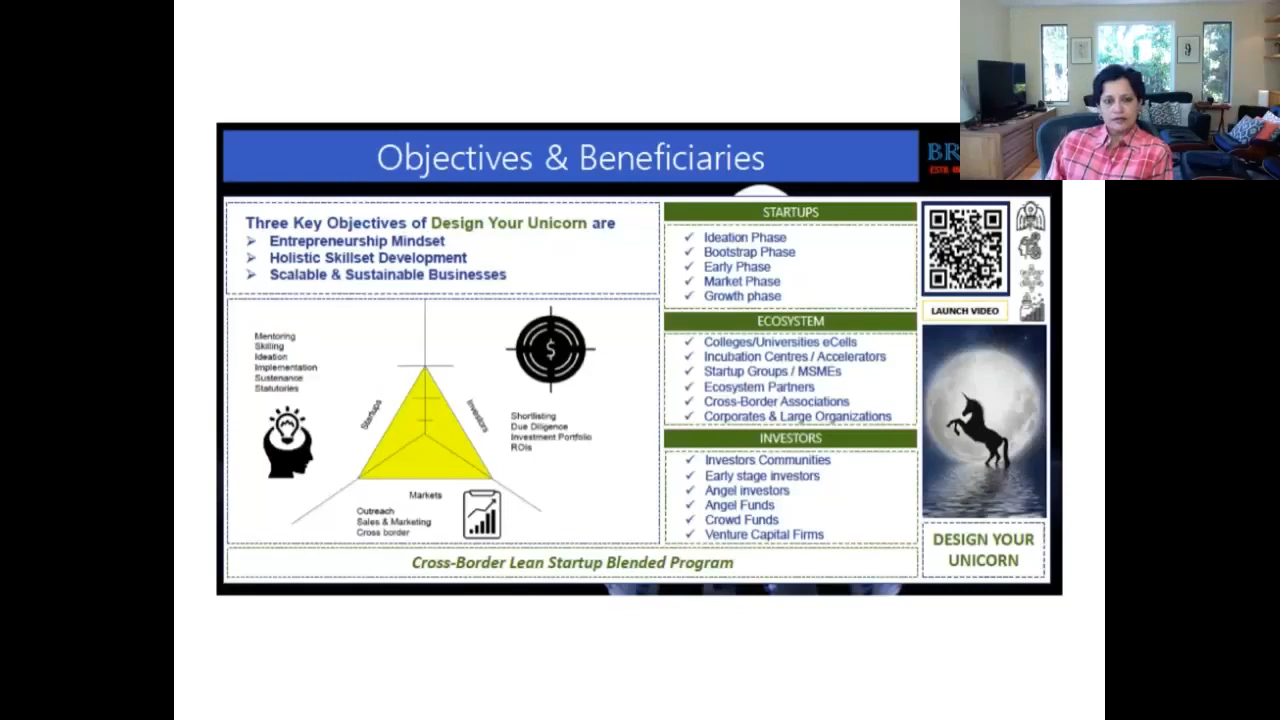 Objectives & Beneficiaries
BR
Three Key Objectives of Design Your Unicorn are
Entrepreneurship Mindset
Holistic Skillset Development
Scalable & Sustainable Businesses
Mentoring
Skilling
Ideation
Implementation
Sustenance
Statutories
Startups
Investors
$
Shortlisting
Due Diligence
Investment Portfolio
ROIs
Markets
Outreach
Sales & Marketing
Cross border
STARTUPS
Ideation Phase
Bootstrap Phase
Early Phase
Market Phase
Growth phase
ECOSYSTEM
Colleges/Universities eCells
Incubation Centres / Accelerators
Startup Groups / MSMEs
Ecosystem Partners
Cross-Border Associations
Corporates & Large Organizations
INVESTORS
Investors Communities
Early stage investors
Angel investors
Angel Funds
Crowd Funds
Venture Capital Firms
LAUNCH VIDEO
DESIGN YOUR
UNICORN
Cross-Border Lean Startup Blended Program